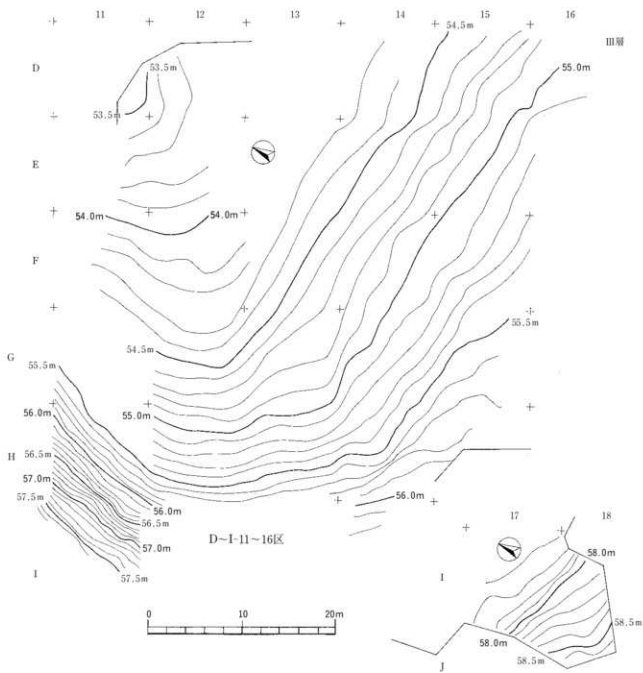 11 12 13 14 15 16
54.5m
III層
D
53.5m
55.0m
53.5m
E
54.0m 54.0m
F
55.5m
54.5m
G
55.5m
56.0m 55.0m
H
56.5m
57.0m
57.5m
56.0m 56.0m
56.5m
D～I-11～16区
57.0m
17 18
58.0m
I
57.5m
I
0 10 20m
58.5m
58.0m
58.5m
J